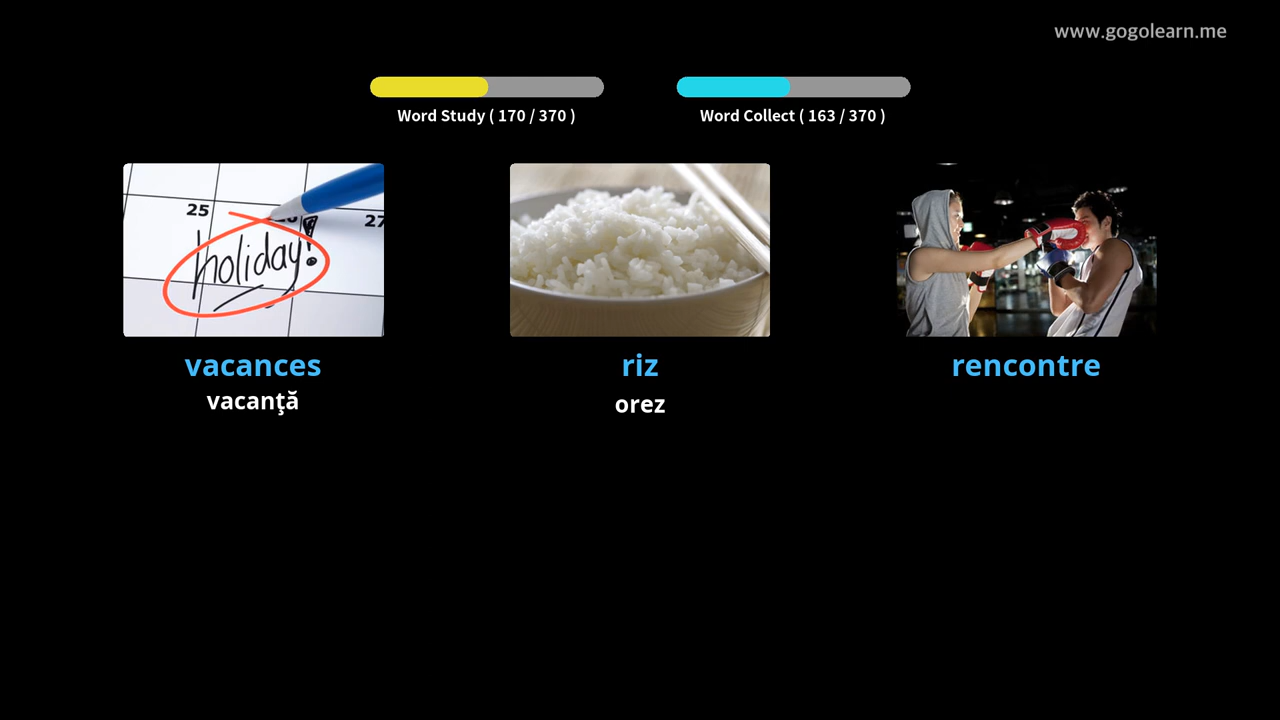 www.gogolearn.me
Word Study ( 170 / 370 )
Word Collect ( 163 / 370 )
25
27
holiday!
vacances
riz
rencontre
vacanţă
orez